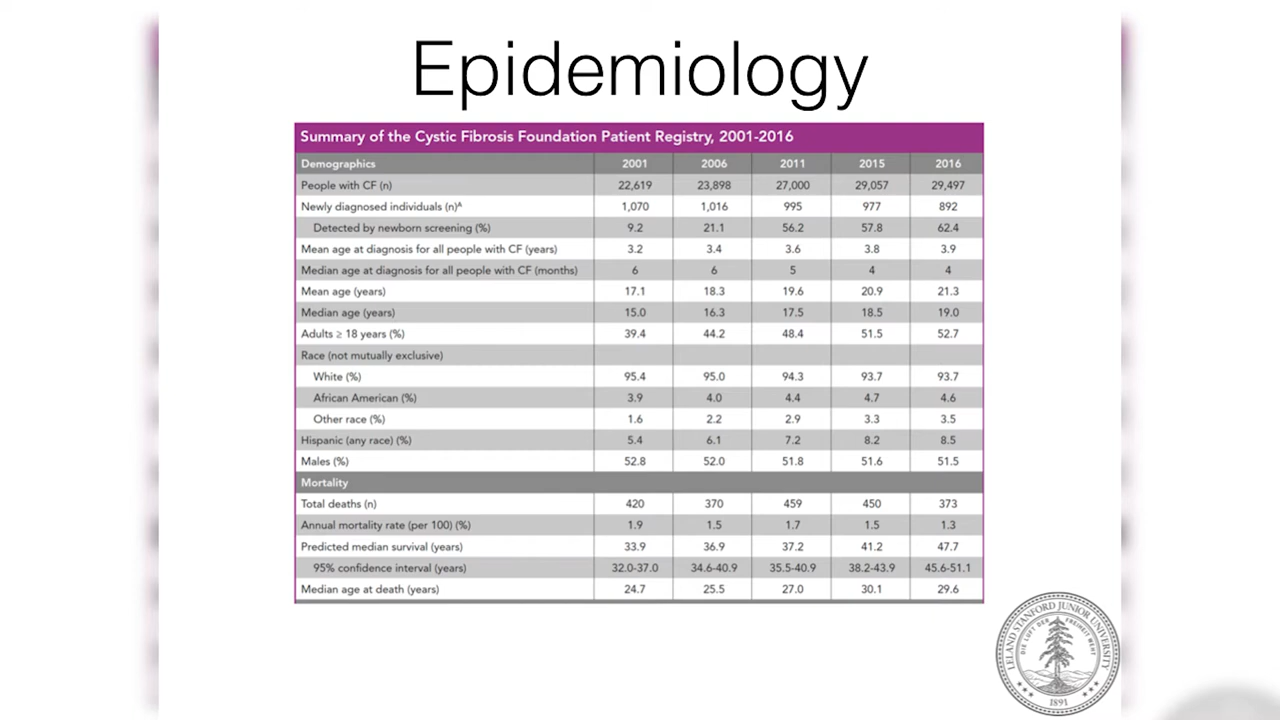 Epidemiology
Summary of the Cystic Fibrosis Foundation Patient Registry, 2001-2016
Demographics 2001 2006 2011 2015 2016
People with CF (n) 22,619 23,898 27,000 29,057 29,497
Newly diagnosed individuals (n)ᴬ 1,070 1,016 995 977 892
Detected by newborn screening (%) 9.2 21.1 56.2 57.8 62.4
Mean age at diagnosis for all people with CF (years) 3.2 3.4 3.6 3.8 3.9
Median age at diagnosis for all people with CF (months) 6 6 5 4 4
Mean age (years) 17.1 18.3 19.6 20.9 21.3
Median age (years) 15.0 16.3 17.5 18.5 19.0
Adults ≥ 18 years (%) 39.4 44.2 48.4 51.5 52.7
Race (not mutually exclusive)
White (%) 95.4 95.0 94.3 93.7 93.7
African American (%) 3.9 4.0 4.4 4.7 4.6
Other race (%) 1.6 2.2 2.9 3.3 3.5
Hispanic (any race) (%) 5.4 6.1 7.2 8.2 8.5
Males (%) 52.8 52.0 51.8 51.6 51.5
Mortality
Total deaths (n) 420 370 459 450 373
Annual mortality rate (per 100) (%) 1.9 1.5 1.7 1.5 1.3
Predicted median survival (years) 33.9 36.9 37.2 41.2 47.7
95% confidence interval (years) 32.0-37.0 34.6-40.9 35.5-40.9 38.2-43.9 45.6-51.1
Median age at death (years) 24.7 25.5 27.0 30.1 29.6
LELAND STANFORD JUNIOR UNIVERSITY
DIE LUFT DER FREIHEIT WEHT
1891